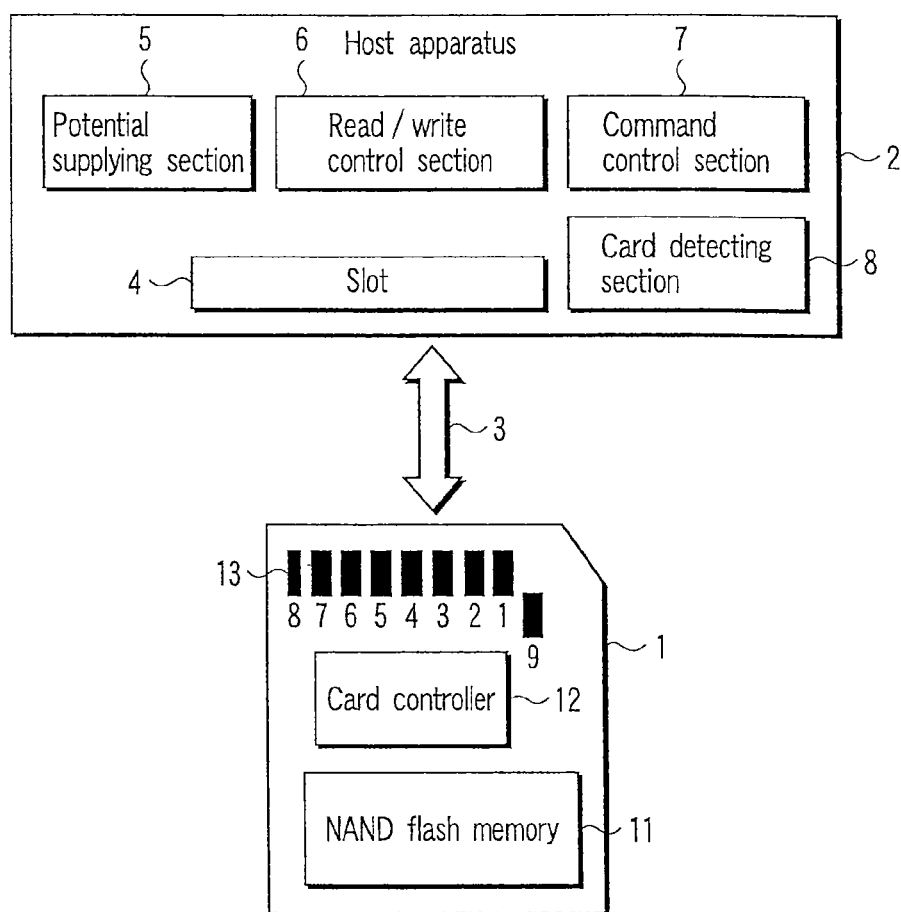 5
6
Host apparatus
7
Potential
supplying section
Read / write
control section
Command
control section
2
4
Slot
Card detecting
section
8
3
13
8 7 6 5 4 3 2 1
9
1
Card controller
12
NAND flash memory
11